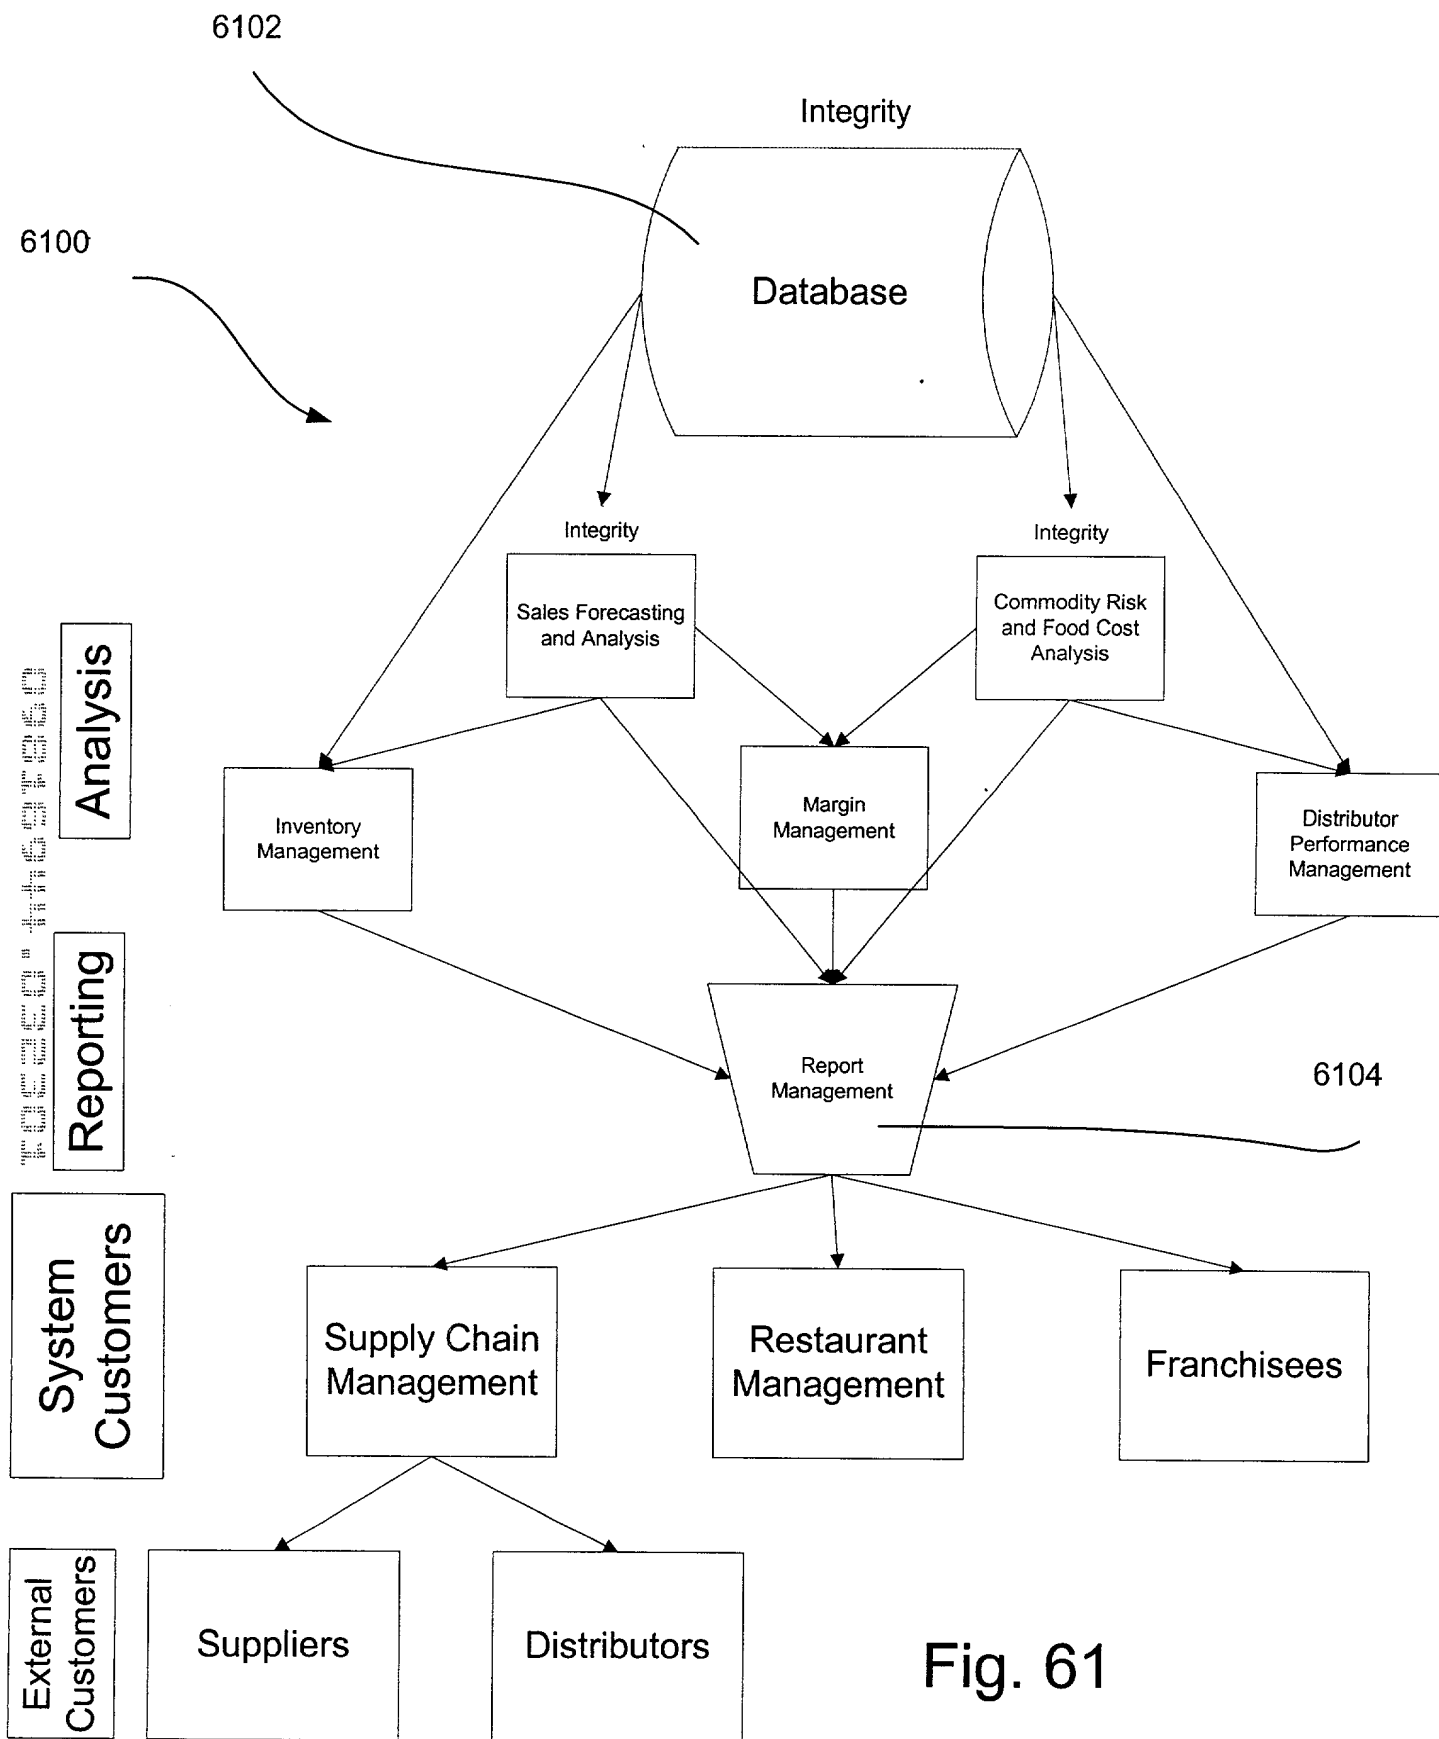 6102
Integrity
6100
Database
Integrity
Integrity
Sales Forecasting
and Analysis
Commodity Risk
and Food Cost
Analysis
Analysis
Inventory
Management
Margin
Management
Distributor
Performance
Management
Reporting
Report
Management
6104
System
Customers
Supply Chain
Management
Restaurant
Management
Franchisees
External
Customers
Suppliers
Distributors
Fig. 61